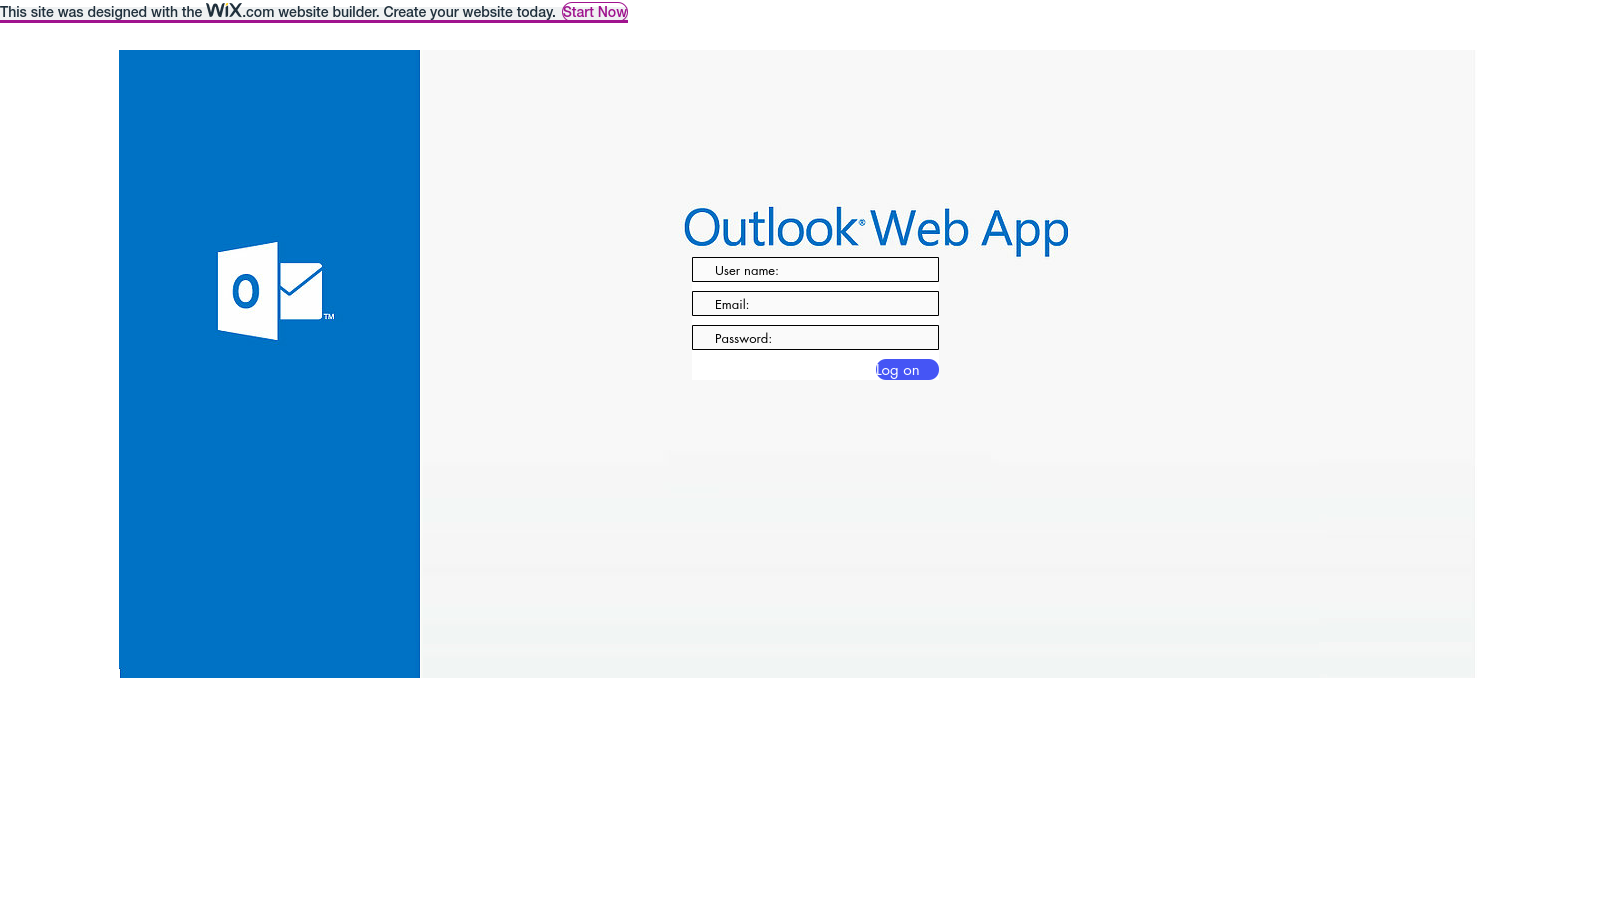 This site was designed with the WiX.com website builder. Create your website today. Start Now
Outlook® Web App
User name:
Email:
Password:
Log on
O
TM